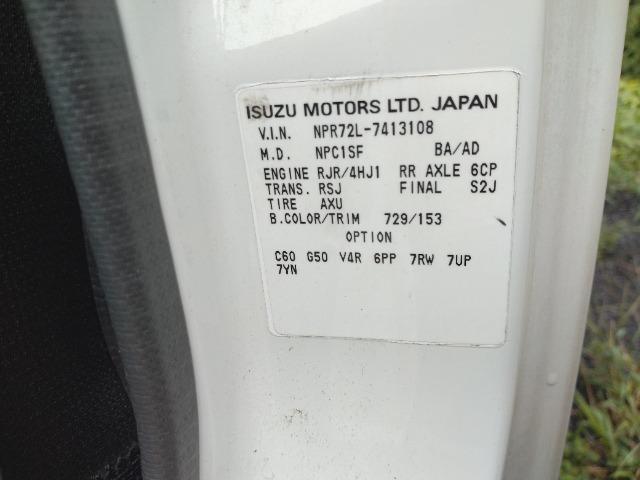 ISUZU MOTORS LTD. JAPAN
V.I.N. NPR72L-7413108
M.D. NPC1SF BA/AD
ENGINE RJR/4HJ1 RR AXLE 6CP
TRANS. RSJ FINAL S2J
TIRE AXU
B.COLOR/TRIM 729/153
OPTION
C60 G50 V4R 6PP 7RW 7UP
7YN